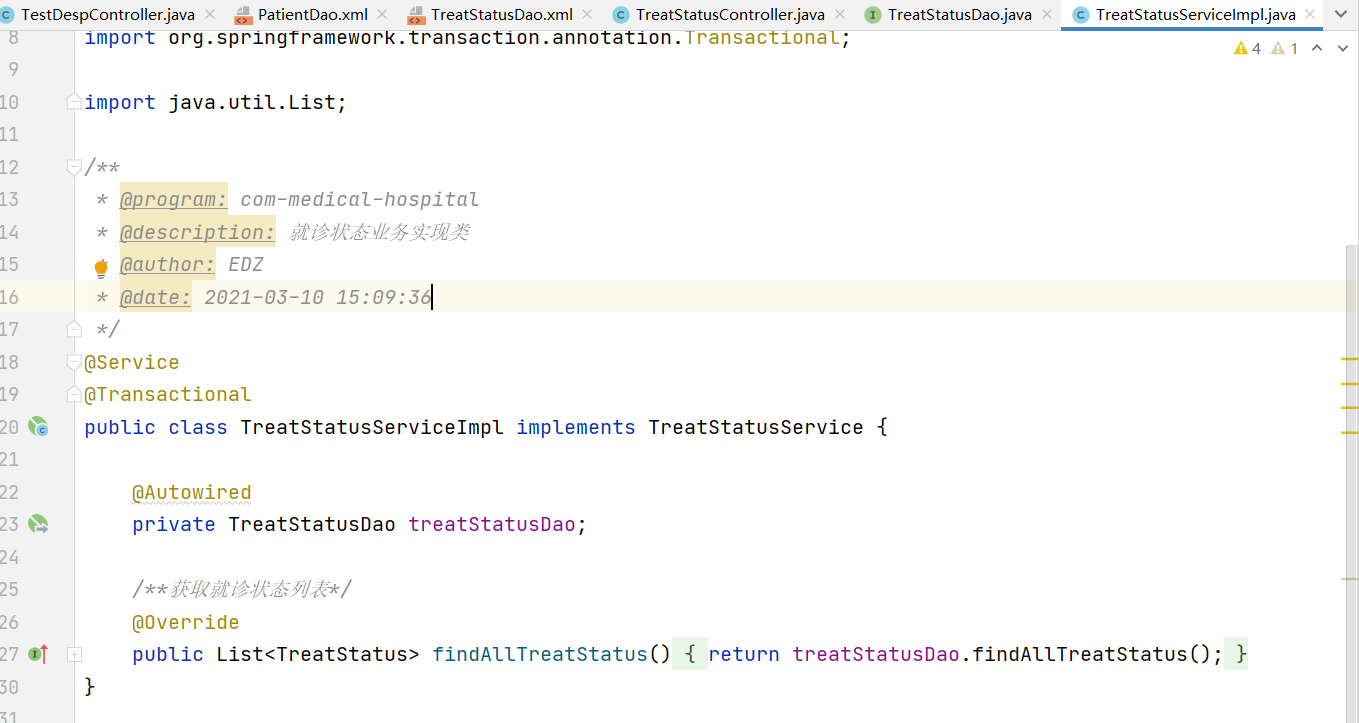 TestDespController.java PatientDao.xml TreatStatusDao.xml TreatStatusController.java TreatStatusDao.java TreatStatusServiceImpl.java
8 import org.springframework.transaction.annotation.Transactional;
4 1
9
10 import java.util.List;
11
12 /**
13 * @program: com-medical-hospital
14 * @description: 就诊状态业务实现类
15 @author: EDZ
16 * @date: 2021-03-10 15:09:36
17 */
18 @Service
19 @Transactional
20 public class TreatStatusServiceImpl implements TreatStatusService {
21
22 @Autowired
23 private TreatStatusDao treatStatusDao;
24
25 /**获取就诊状态列表*/
26 @Override
27 public List<TreatStatus> findAllTreatStatus() { return treatStatusDao.findAllTreatStatus(); }
30 }
31